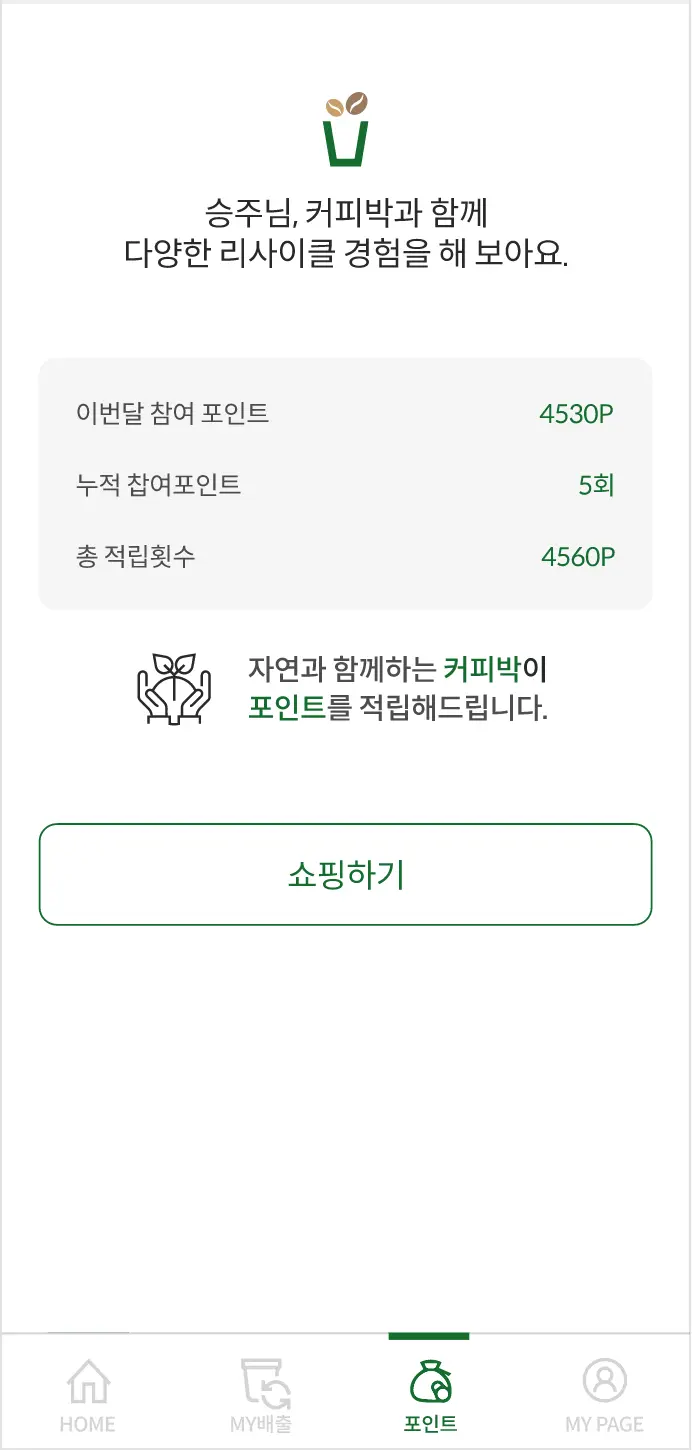 승주님, 커피박과 함께
다양한 리사이클 경험을 해 보아요.
이번달 참여 포인트 4530P
누적 찹여포인트 5회
총 적립횟수 4560P
자연과 함께하는 커피박이
포인트를 적립해드립니다.
쇼핑하기
HOME MY배출 포인트 MY PAGE